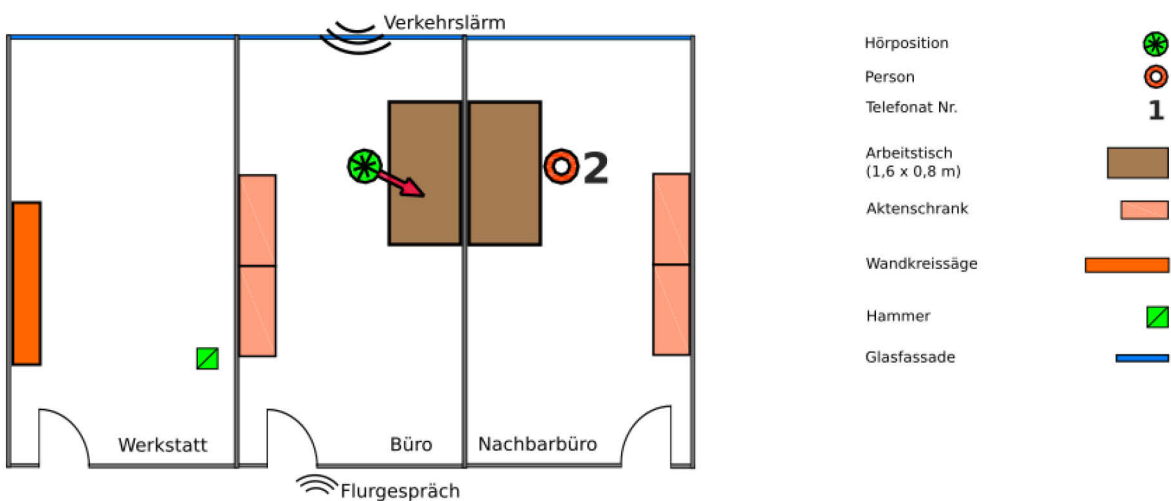 Verkehrslärm
2
Werkstatt
Büro
Nachbarbüro
Flurgespräch
Hörposition
Person
Telefonat Nr.
1
Arbeitstisch
(1,6 x 0,8 m)
Aktenschrank
Wandkreissäge
Hammer
Glasfassade